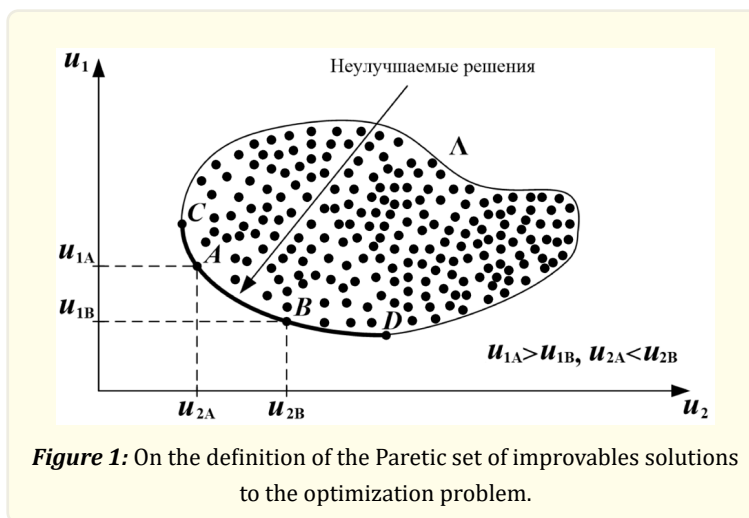 u₁
Неулучшаемые решения
Λ
C
A
u₁A
B
u₁B
D
u₁A>u₁B, u₂A<u₂B
u₂A
u₂B
u₂
Figure 1: On the definition of the Paretic set of improvables solutions
to the optimization problem.